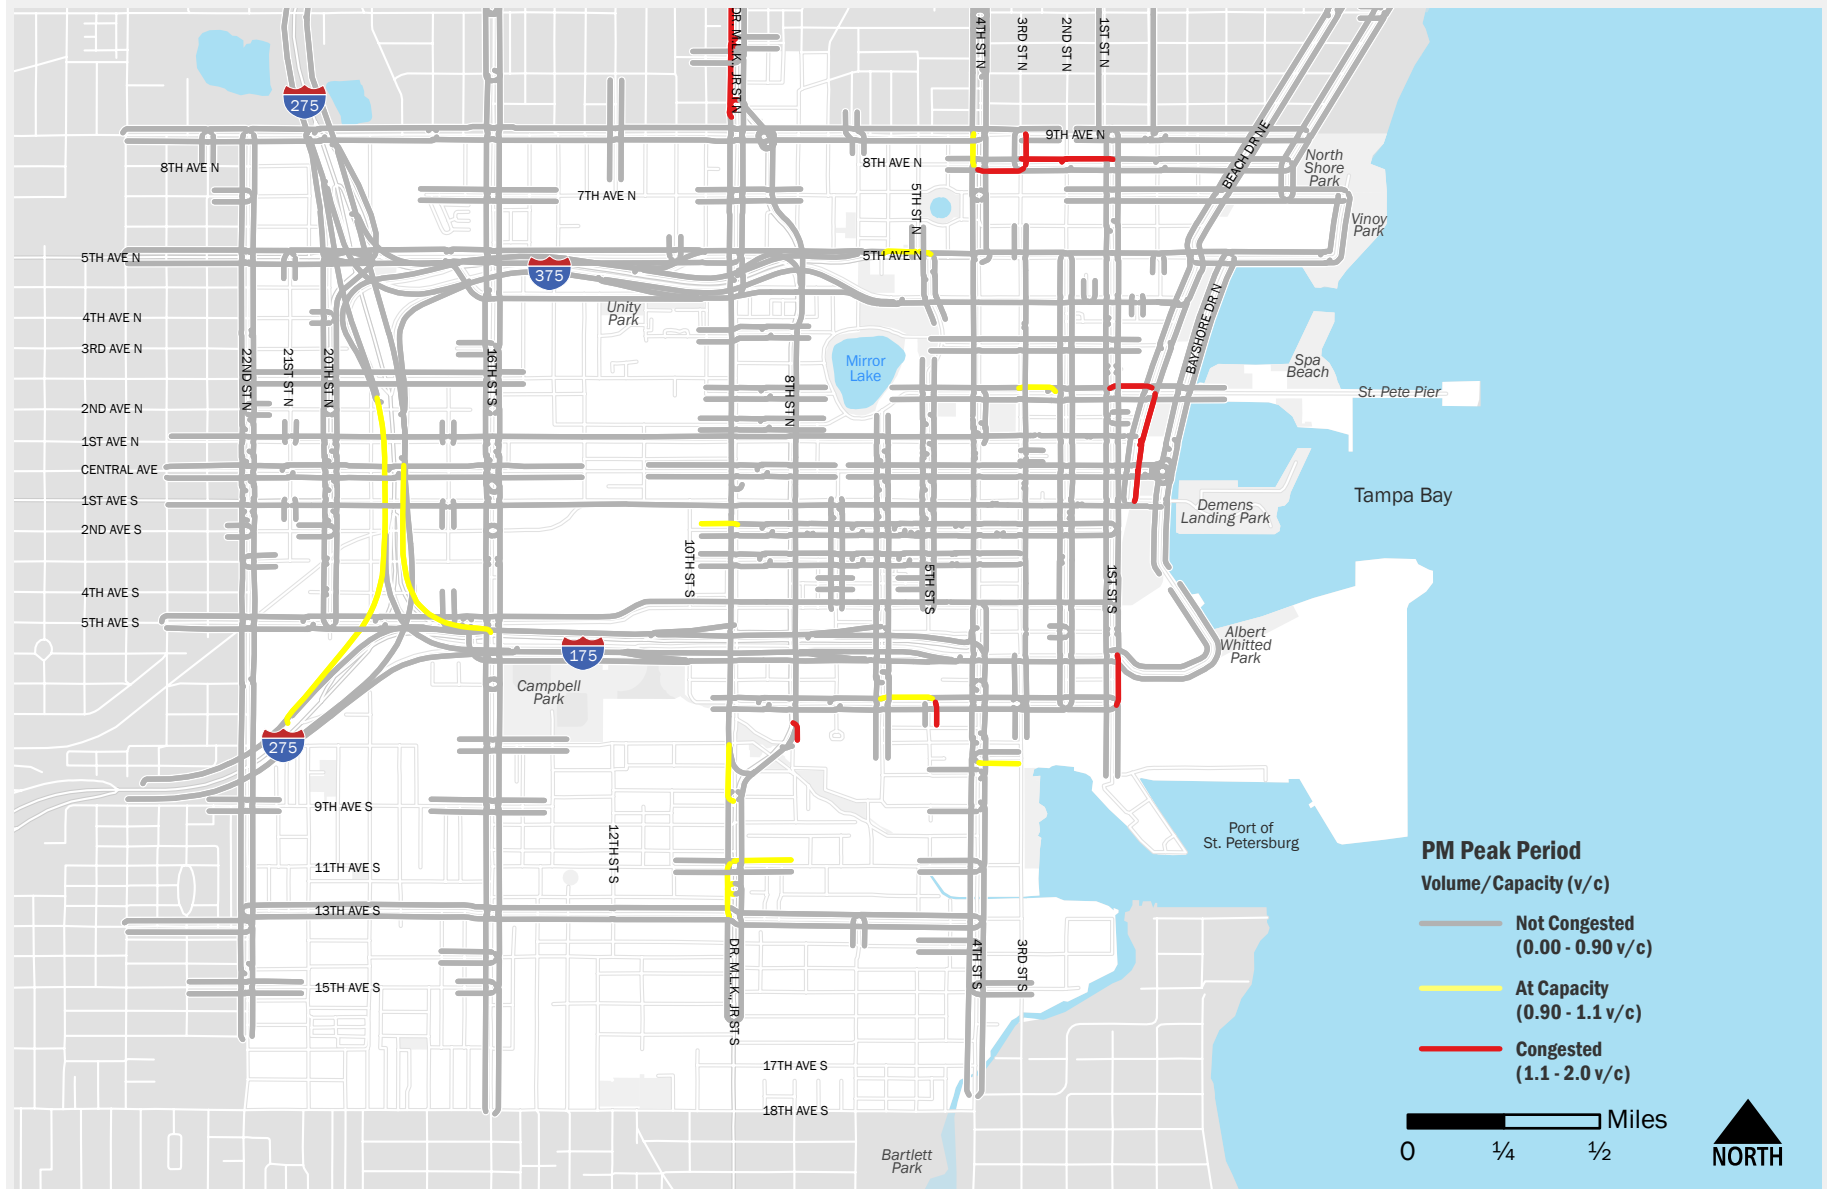 DR. M.L.K., JR ST N
4TH ST N
3RD ST N
2ND ST N
1ST ST N
275
9TH AVE N
8TH AVE N
8TH AVE N
BEACH DR NE
North
Shore
Park
7TH AVE N
5TH ST N
Vinoy
Park
5TH AVE N
5TH AVE N
375
Unity
Park
4TH AVE N
3RD AVE N
22ND ST N
21ST ST N
20TH ST N
16TH ST S
8TH ST N
Mirror
Lake
BAYSHORE DR N
Spa
Beach
St. Pete Pier
2ND AVE N
1ST AVE N
CENTRAL AVE
1ST AVE S
2ND AVE S
Tampa Bay
Demens
Landing Park
10TH ST S
5TH ST S
1ST ST S
4TH AVE S
5TH AVE S
175
Albert
Whitted
Park
Campbell
Park
275
9TH AVE S
12TH ST S
11TH AVE S
13TH AVE S
Port of
St. Petersburg
DR. M.L.K., JR ST S
4TH ST S
3RD ST S
15TH AVE S
17TH AVE S
18TH AVE S
Bartlett
Park
PM Peak Period
Volume/Capacity (v/c)
Not Congested
(0.00 - 0.90 v/c)
At Capacity
(0.90 - 1.1 v/c)
Congested
(1.1 - 2.0 v/c)
Miles
0 ¼ ½
NORTH